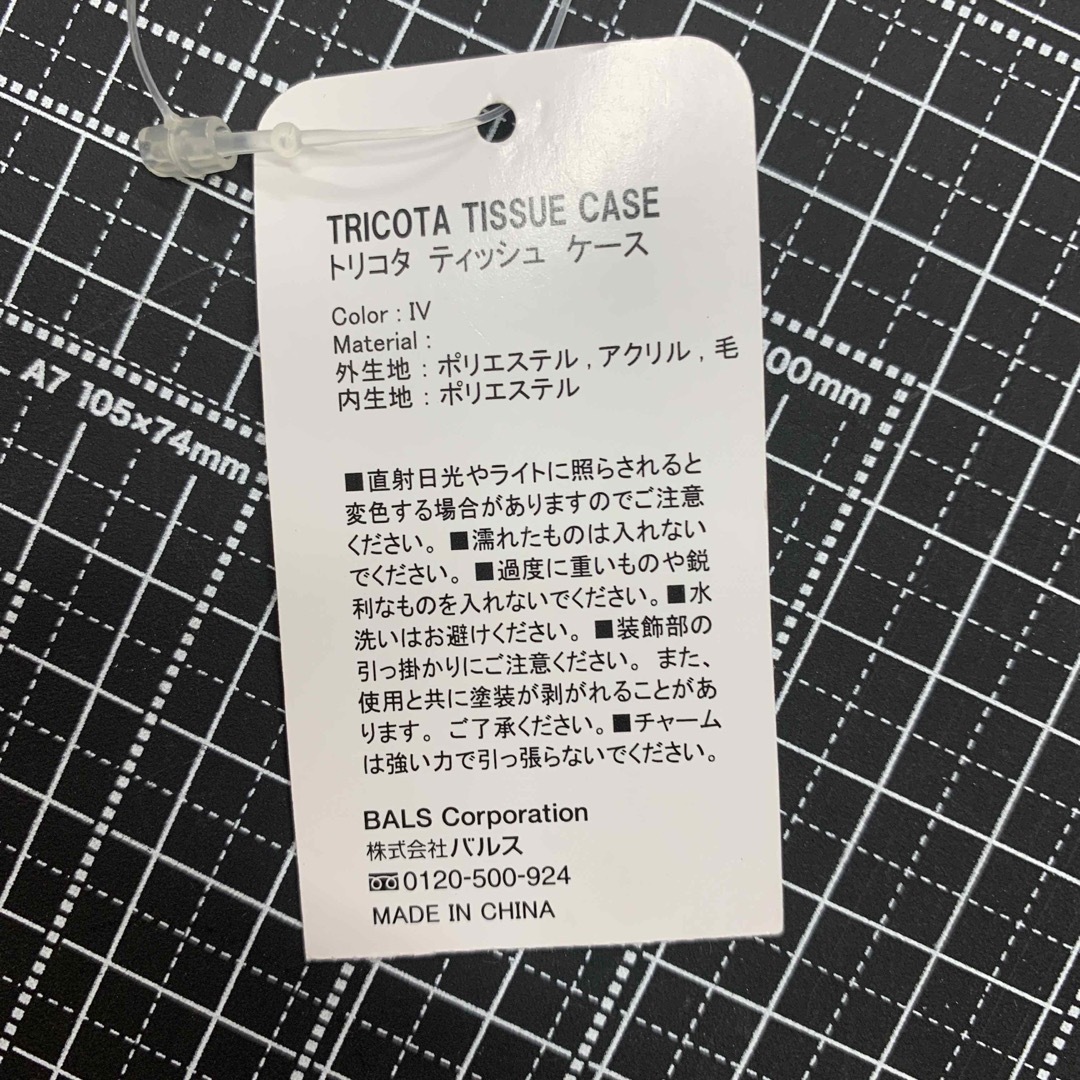 TRICOTA TISSUE CASE
トリコタ ティッシュ ケース
Color : IV
Material :
外生地 : ポリエステル , アクリル , 毛
内生地 : ポリエステル
■直射日光やライトに照らされると
変色する場合がありますのでご注意
ください。■濡れたものは入れない
でください。■過度に重いものや鋭
利なものを入れないでください。■水
洗いはお避けください。■装飾部の
引っ掛かりにご注意ください。また、
使用と共に塗装が剥がれることがあ
ります。ご了承ください。■チャーム
は強い力で引っ張らないでください。
BALS Corporation
株式会社バルス
0120-500-924
MADE IN CHINA
A7 105×74mm
00mm